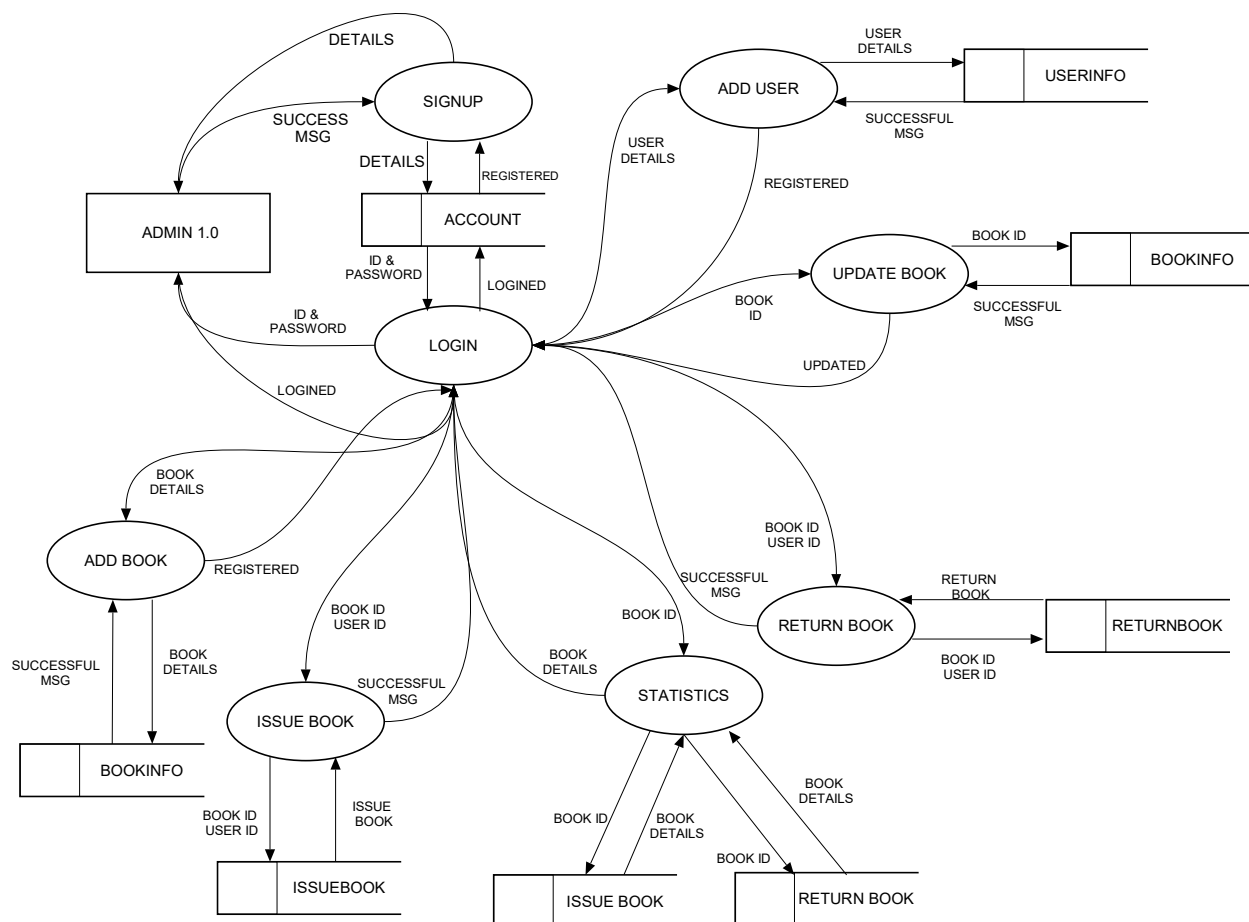 DETAILS
SIGNUP
SUCCESS
MSG
DETAILS
REGISTERED
ADMIN 1.0
ACCOUNT
ID &
PASSWORD
LOGINED
ID &
PASSWORD
LOGIN
LOGINED
USER
DETAILS
ADD USER
USERINFO
SUCCESSFUL
MSG
USER
DETAILS
REGISTERED
BOOK ID
UPDATE BOOK
BOOKINFO
SUCCESSFUL
MSG
BOOK
ID
UPDATED
BOOK
DETAILS
ADD BOOK
REGISTERED
SUCCESSFUL
MSG
BOOK
DETAILS
BOOKINFO
BOOK ID
USER ID
SUCCESSFUL
MSG
ISSUE BOOK
BOOK ID
USER ID
ISSUE
BOOK
ISSUEBOOK
BOOK ID
BOOK
DETAILS
STATISTICS
BOOK ID
BOOK
DETAILS
BOOK
DETAILS
BOOK ID
ISSUE BOOK
RETURN BOOK
BOOK ID
USER ID
SUCCESSFUL
MSG
RETURN BOOK
RETURN
BOOK
RETURNBOOK
BOOK ID
USER ID